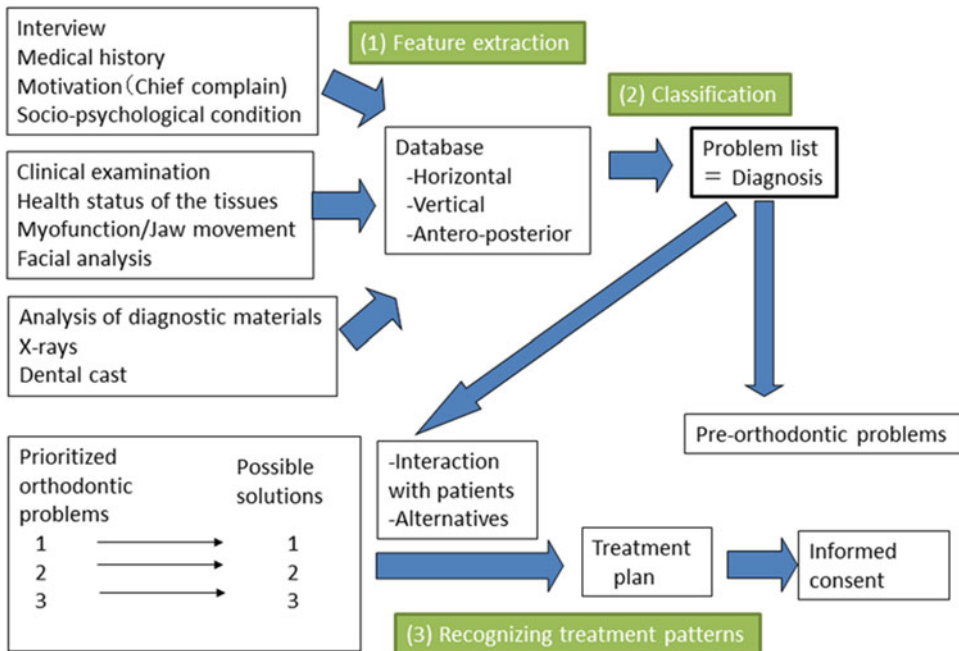 Interview
Medical history
Motivation（Chief complain)
Socio-psychological condition
(1) Feature extraction
(2) Classification
Clinical examination
Health status of the tissues
Myofunction/Jaw movement
Facial analysis
Database
-Horizontal
-Vertical
-Antero-posterior
Problem list
= Diagnosis
Analysis of diagnostic materials
X-rays
Dental cast
Pre-orthodontic problems
Prioritized
orthodontic
problems
1
2
3
Possible
solutions
1
2
3
-Interaction
with patients
-Alternatives
Treatment
plan
Informed
consent
(3) Recognizing treatment patterns